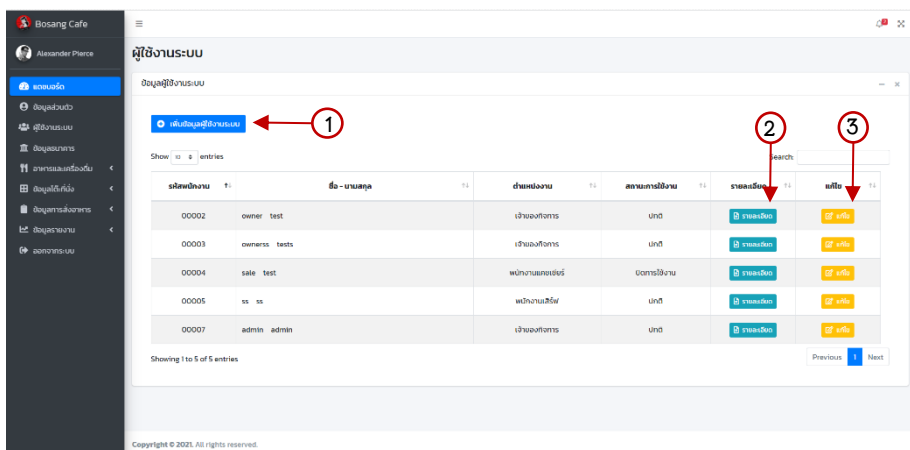 Bosang Cafe
Alexander Pierce
ผู้ใช้งานระบบ
แดชบอร์ด
ข้อมูลผู้ใช้งานระบบ
ข้อมูลส่วนตัว
ผู้ใช้งานระบบ
เพิ่มข้อมูลผู้ใช้งานระบบ
1
2
3
ข้อมูลธนาคาร
อาหารและเครื่องดื่ม
ข้อมูลโต๊ะที่นั่ง
ข้อมูลการสั่งอาหาร
ข้อมูลรายงาน
ออกจากระบบ
Show 10 entries
Search:
รหัสพนักงาน ชื่อ - นามสกุล ตำแหน่งงาน สถานะการใช้งาน รายละเอียด แก้ไข
00002 owner test เจ้าของกิจการ ปกติ รายละเอียด แก้ไข
00003 ownerss tests เจ้าของกิจการ ปกติ รายละเอียด แก้ไข
00004 sale test พนักงานแคชเชียร์ ปิดการใช้งาน รายละเอียด แก้ไข
00005 ss ss พนักงานเสิร์ฟ ปกติ รายละเอียด แก้ไข
00007 admin admin เจ้าของกิจการ ปกติ รายละเอียด แก้ไข
Showing 1 to 5 of 5 entries
Previous 1 Next
Copyright © 2021. All rights reserved.